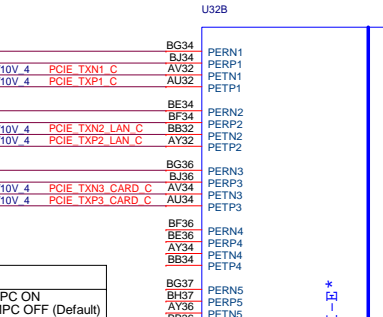 U32B
BG34 PERN1
BJ34 PERP1
10V_4 PCIE_TXN1_C AV32 PETN1
10V_4 PCIE_TXP1_C AU32 PETP1
BE34 PERN2
BF34 PERP2
10V_4 PCIE_TXN2_LAN_C BB32 PETN2
10V_4 PCIE_TXP2_LAN_C AY32 PETP2
BG36 PERN3
BJ36 PERP3
10V_4 PCIE_TXN3_CARD_C AV34 PETN3
10V_4 PCIE_TXP3_CARD_C AU34 PETP3
BF36 PERN4
BE36 PERP4
AY34 PETN4
BB34 PETP4
BG37 PERN5
PC ON BH37 PERP5
MPC OFF (Default) AY36 PETN5
-E*